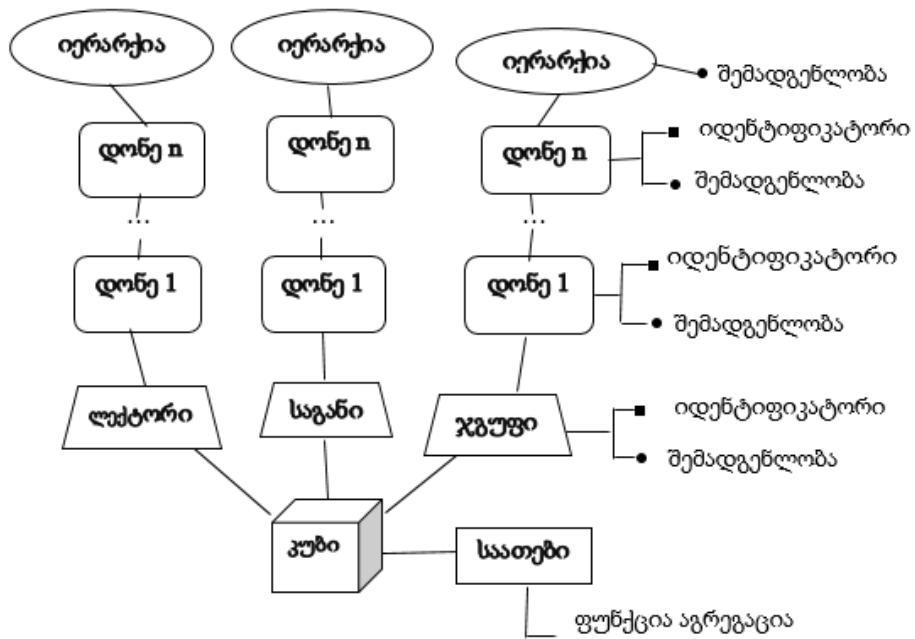 იერარქია იერარქია იერარქია
შემადგენლობა
დონე n დონე n დონე n
იდენტიფიკატორი
შემადგენლობა
... ... ...
დონე 1 დონე 1 დონე 1
იდენტიფიკატორი
შემადგენლობა
ლექტორი საგანი ჯგუფი
იდენტიფიკატორი
შემადგენლობა
კუბი საათები
ფუნქცია აგრეგაცია